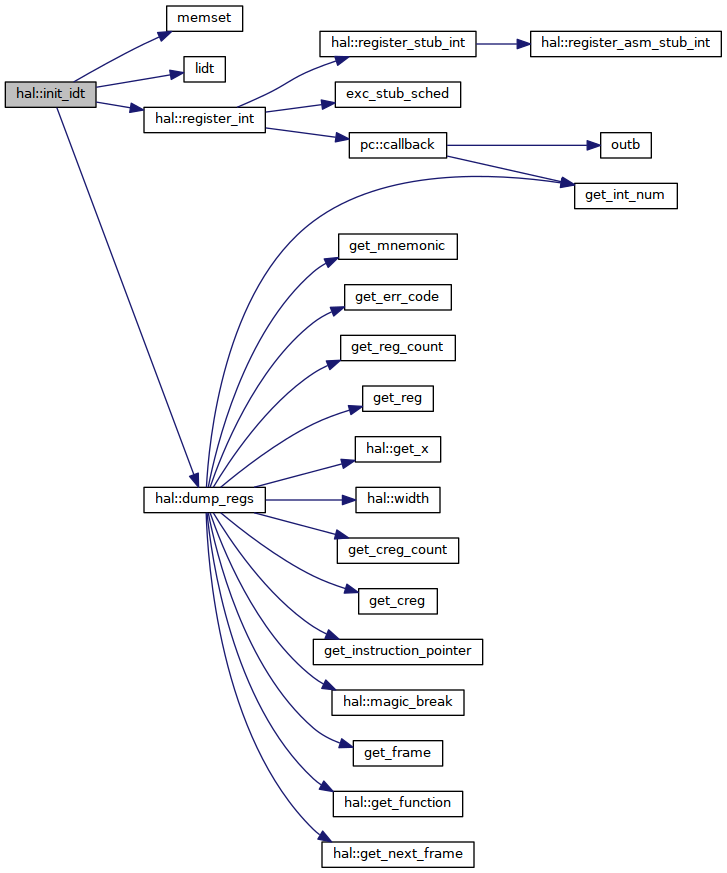 memset
hal::register_stub_int
hal::register_asm_stub_int
lidt
hal::init_idt
exc_stub_sched
hal::register_int
pc::callback
outb
get_int_num
get_mnemonic
get_err_code
get_reg_count
get_reg
hal::get_x
hal::dump_regs
hal::width
get_creg_count
get_creg
get_instruction_pointer
hal::magic_break
get_frame
hal::get_function
hal::get_next_frame